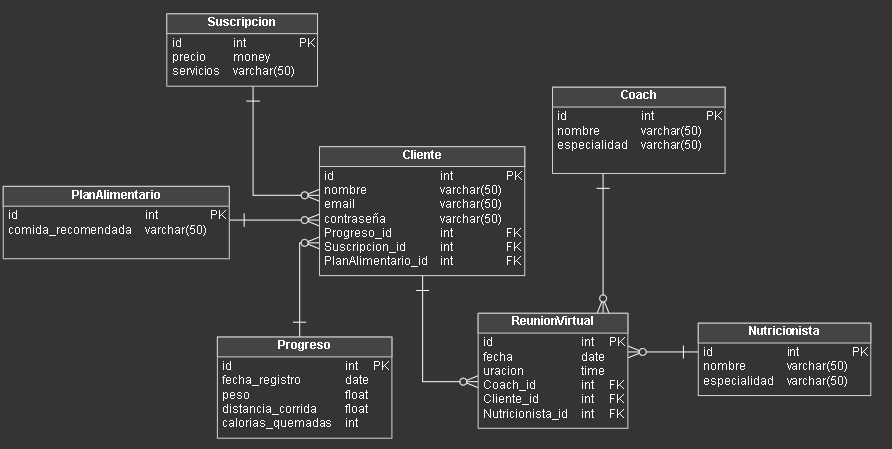 Suscripcion
id int PK
precio money
servicios varchar(50)
Coach
id int PK
nombre varchar(50)
especialidad varchar(50)
Cliente
id int PK
nombre varchar(50)
email varchar(50)
contraseña varchar(50)
Progreso_id int FK
Suscripcion_id int FK
PlanAlimentario_id int FK
PlanAlimentario
id int PK
comida_recomendada varchar(50)
Progreso
id int PK
fecha_registro date
peso float
distancia_corrida float
calorias_quemadas int
ReunionVirtual
id int PK
fecha date
uracion time
Coach_id int FK
Cliente_id int FK
Nutricionista_id int FK
Nutricionista
id int PK
nombre varchar(50)
especialidad varchar(50)